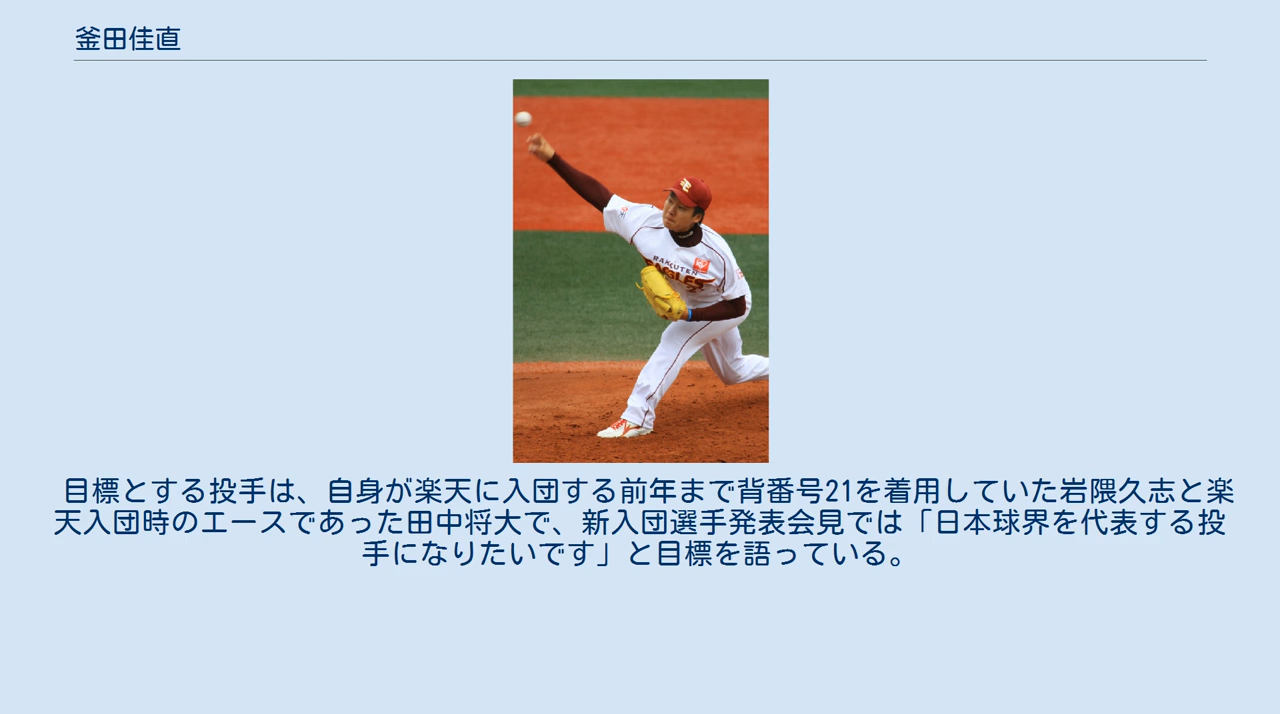 釜田佳直
RAKUTEN
EAGLES
目標とする投手は、自身が楽天に入団する前年まで背番号21を着用していた岩隈久志と楽
天入団時のエースであった田中将大で、新入団選手発表会見では「日本球界を代表する投
手になりたいです」と目標を語っている。